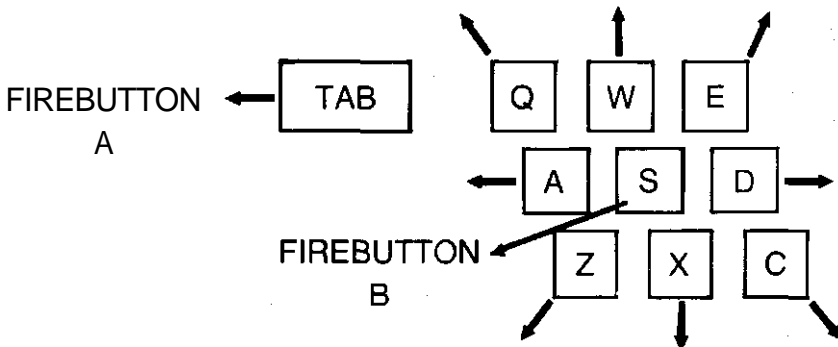 FIREBUTTON
A
TAB
Q W E
A S D
FIREBUTTON
B
Z X C